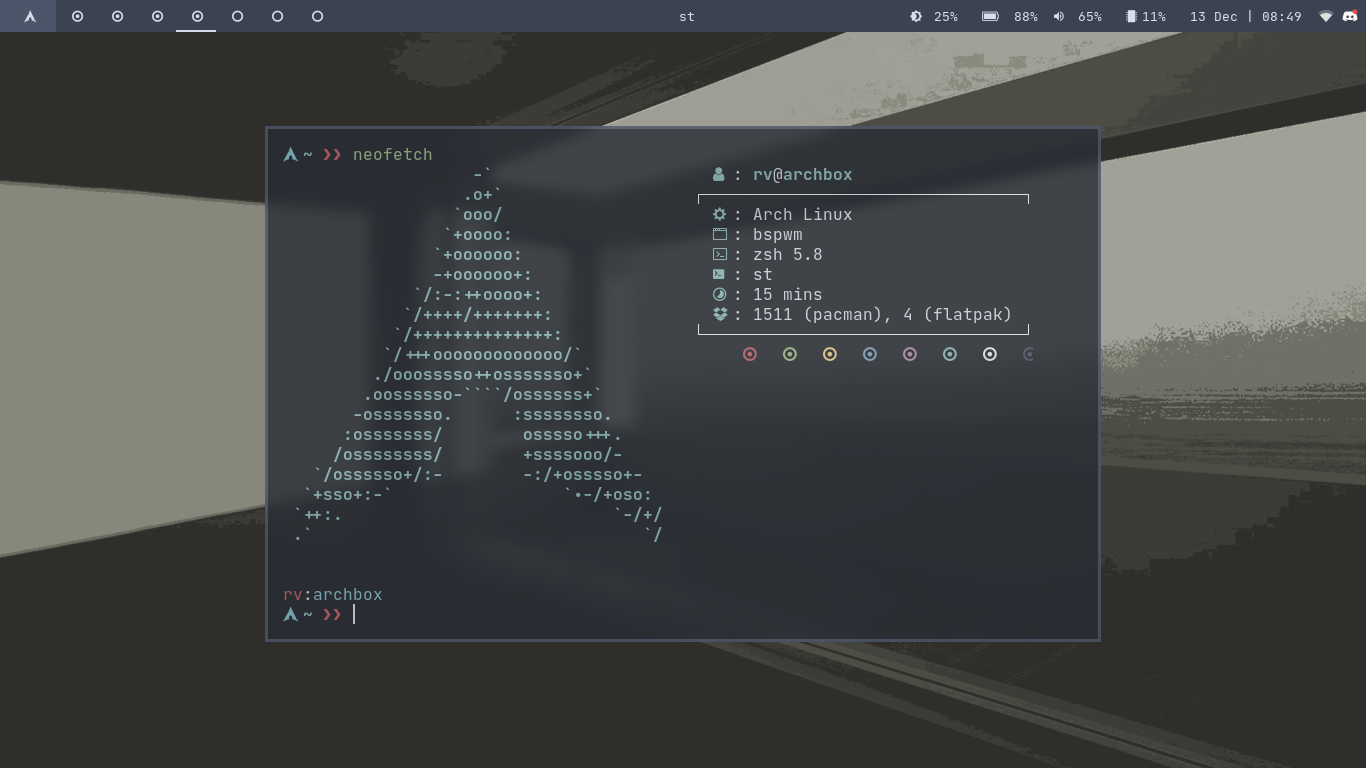 st
25%
88%
65%
11%
13 Dec | 08:49
~ ❯❯ neofetch
-`
.o+`
`ooo/
`+oooo:
`+oooooo:
-+oooooo+:
`/:-:++oooo+:
`/++++/+++++++:
`/++++++++++++++:
`/+++ooooooooooooo/`
./ooosssso++osssssso+`
.oossssso-````/ossssss+`
-osssssso.      :ssssssso.
:osssssss/        osssso+++.
/ossssssss/        +ssssooo/-
`/ossssso+/:-        -:/+osssso+-
`+sso+:-`                 `•-/+oso:
`++:.                           `-/+/
.`                                 `/
: rv@archbox
: Arch Linux
: bspwm
: zsh 5.8
: st
: 15 mins
: 1511 (pacman), 4 (flatpak)
rv:archbox
~ ❯❯